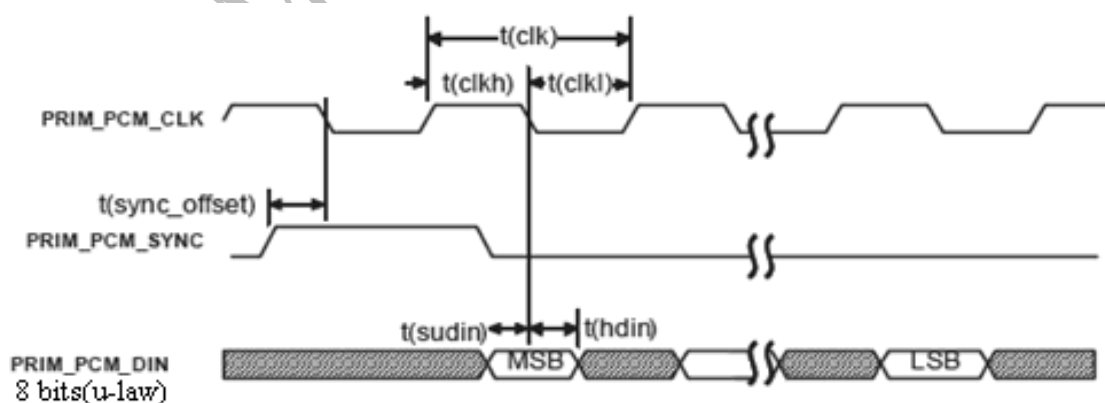 t(clk)
t(clkh) t(clkl)
PRIM_PCM_CLK
t(sync_offset)
PRIM_PCM_SYNC
t(sudin) t(hdin)
PRIM_PCM_DIN MSB LSB
8 bits(u-law)